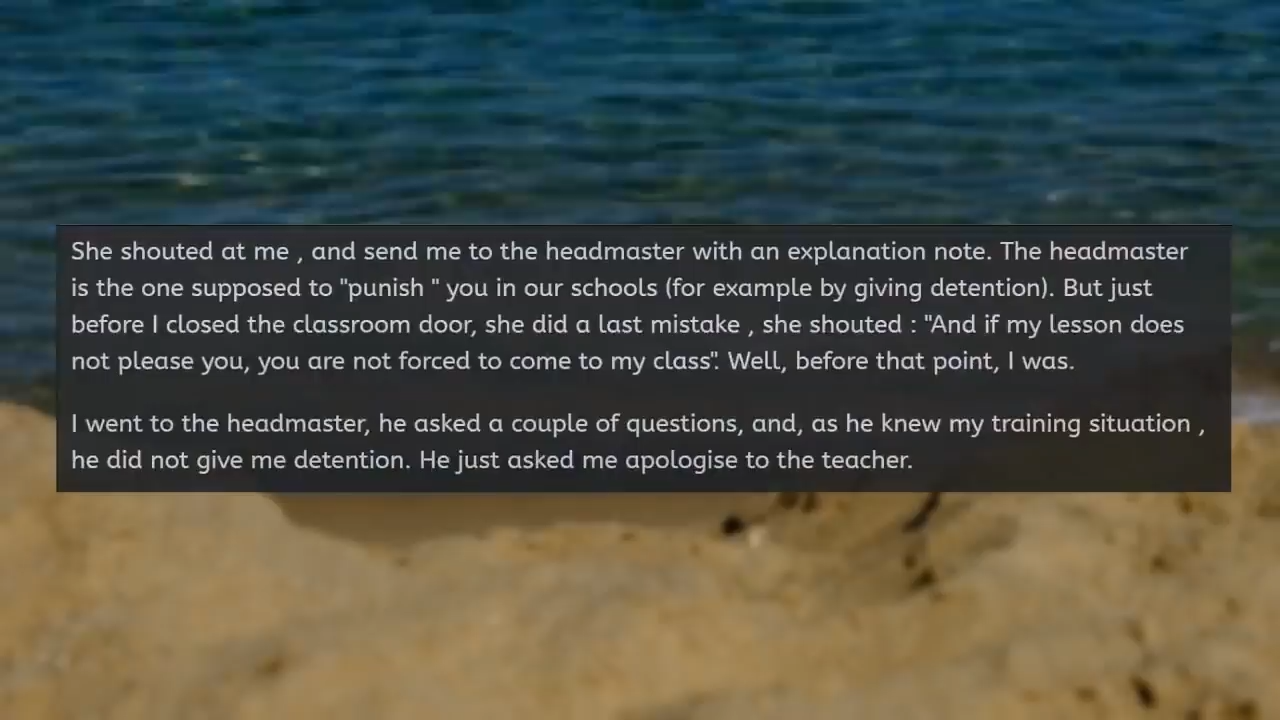 She shouted at me , and send me to the headmaster with an explanation note. The headmaster
is the one supposed to "punish " you in our schools (for example by giving detention). But just
before I closed the classroom door, she did a last mistake , she shouted : "And if my lesson does
not please you, you are not forced to come to my class". Well, before that point, I was.
I went to the headmaster, he asked a couple of questions, and, as he knew my training situation ,
he did not give me detention. He just asked me apologise to the teacher.